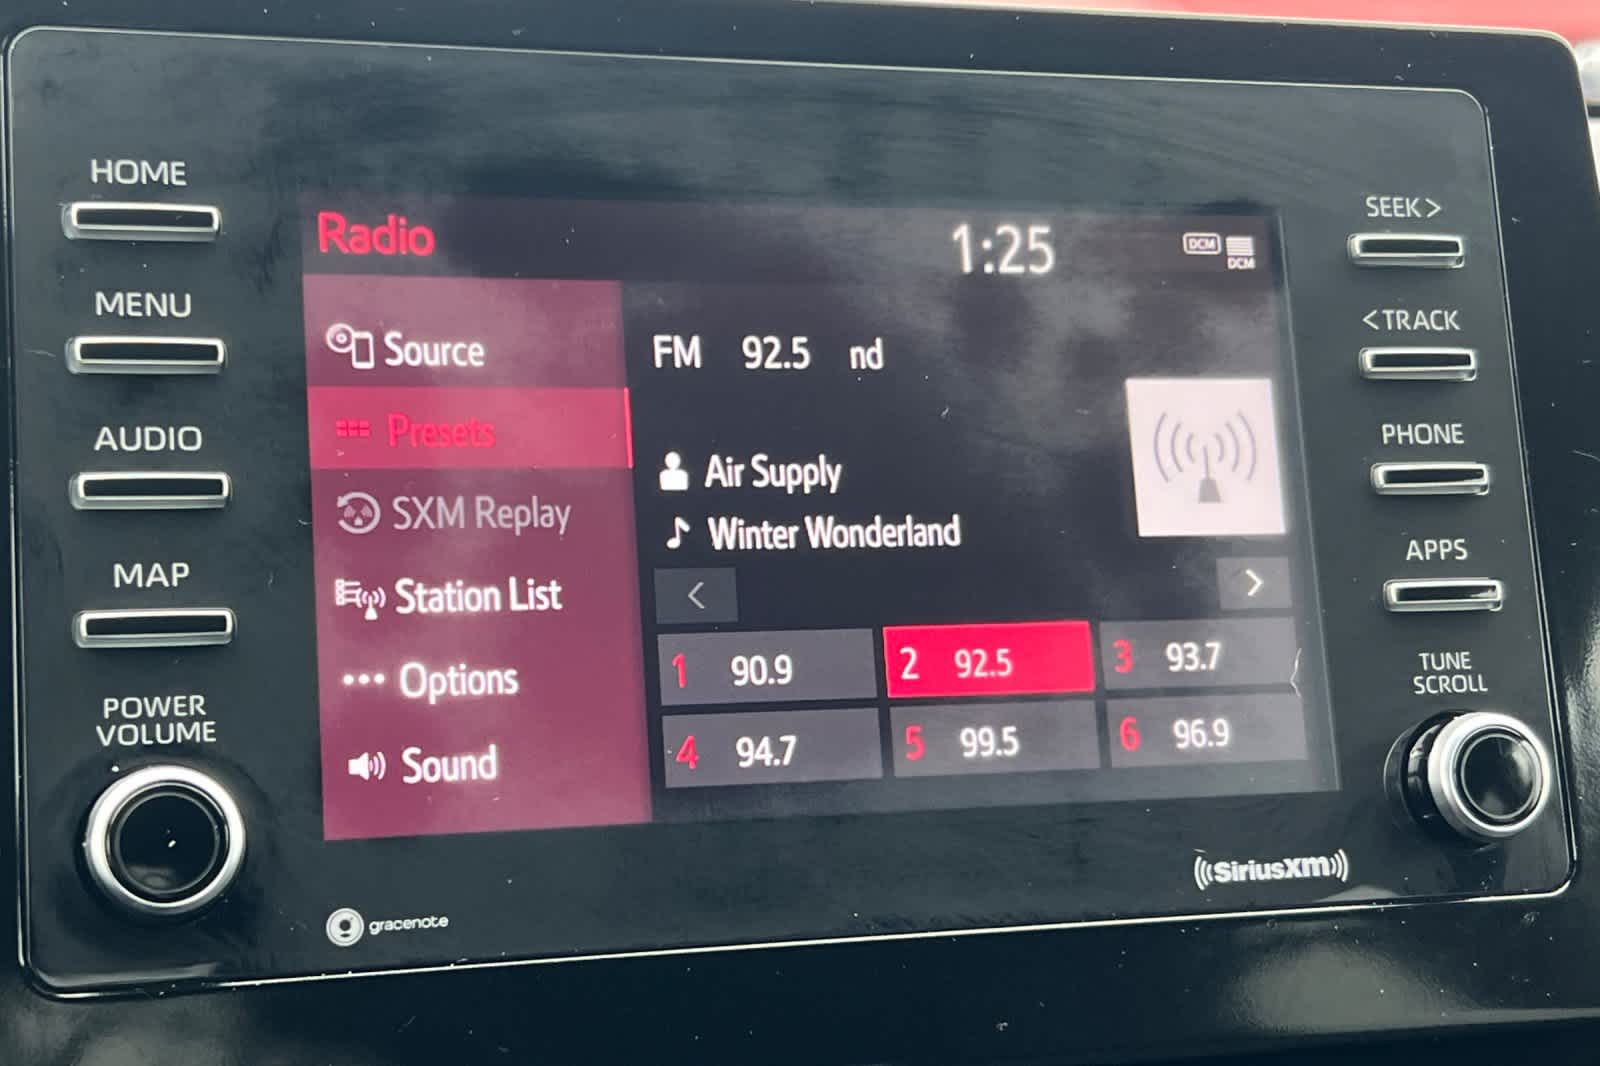 HOME
MENU
AUDIO
MAP
POWER
VOLUME
Radio
1:25
DCM
DCM
Source
Presets
SXM Replay
Station List
Options
Sound
FM 92.5 nd
Air Supply
Winter Wonderland
< >
1 90.9 2 92.5 3 93.7
4 94.7 5 99.5 6 96.9
SEEK >
< TRACK
PHONE
APPS
TUNE
SCROLL
gracenote
((SiriusXM))